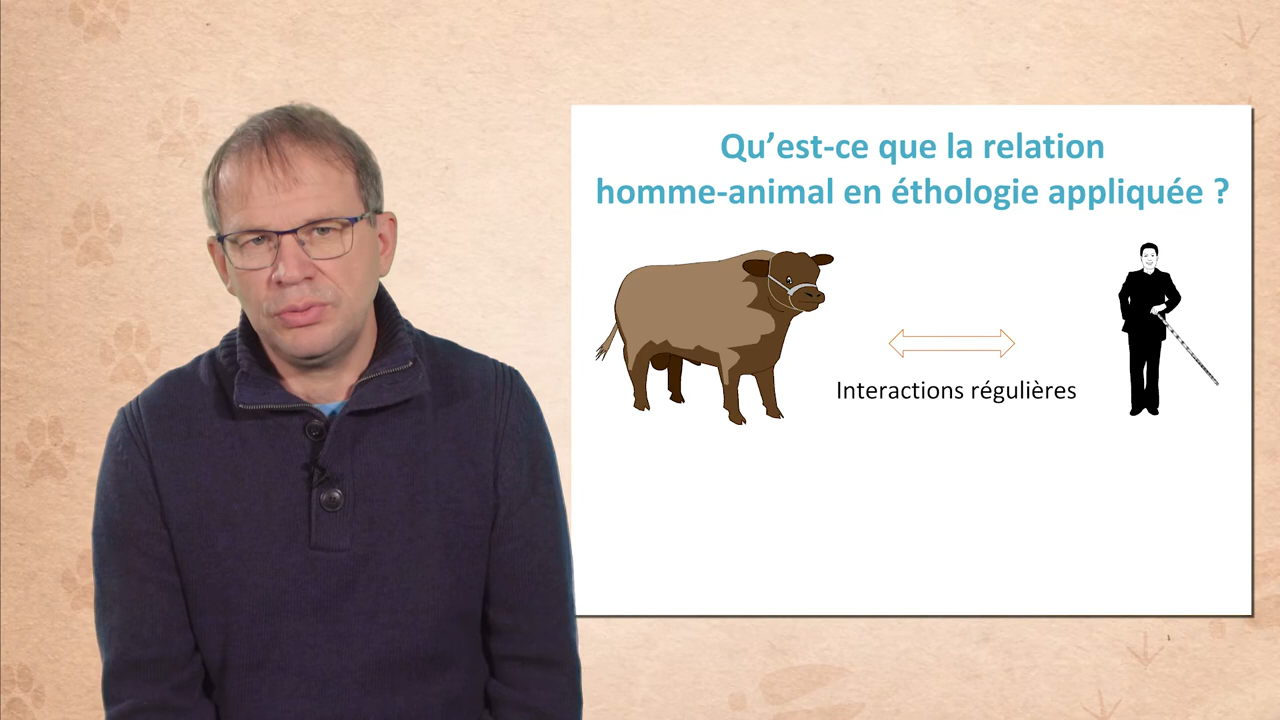 Qu’est-ce que la relation
homme-animal en éthologie appliquée ?
Interactions régulières